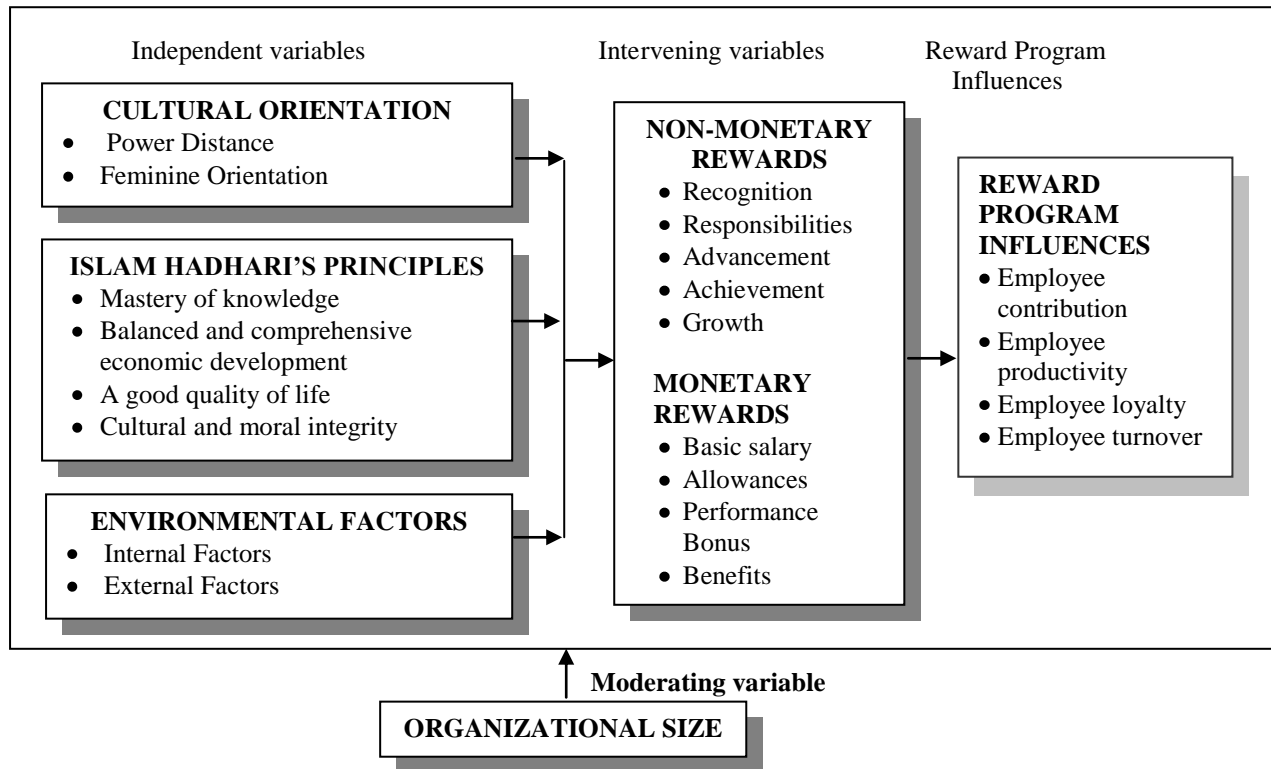 Independent variables
Intervening variables
Reward Program
Influences
CULTURAL ORIENTATION
• Power Distance
• Feminine Orientation
ISLAM HADHARI'S PRINCIPLES
• Mastery of knowledge
• Balanced and comprehensive
economic development
• A good quality of life
• Cultural and moral integrity
ENVIRONMENTAL FACTORS
• Internal Factors
• External Factors
NON-MONETARY
REWARDS
• Recognition
• Responsibilities
• Advancement
• Achievement
• Growth
MONETARY
REWARDS
• Basic salary
• Allowances
• Performance
Bonus
• Benefits
REWARD
PROGRAM
INFLUENCES
• Employee
contribution
• Employee
productivity
• Employee loyalty
• Employee turnover
Moderating variable
ORGANIZATIONAL SIZE